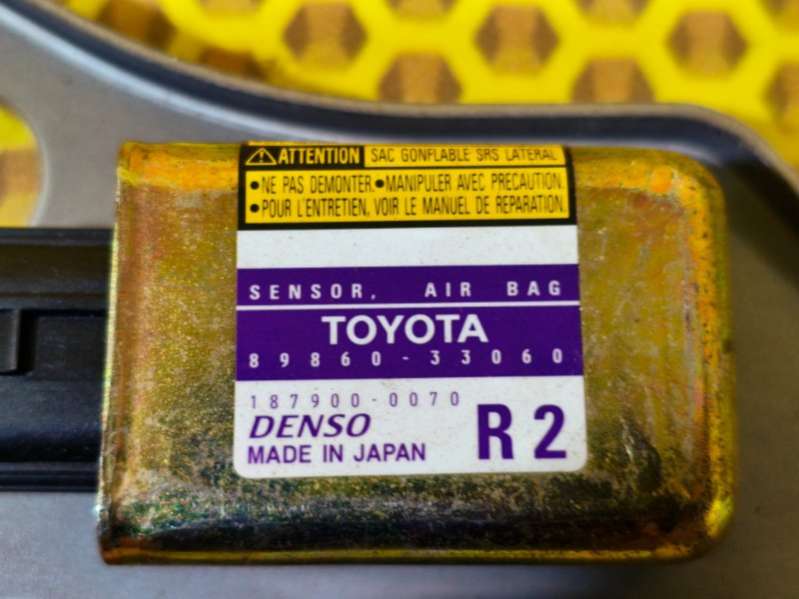 ⚠ATTENTION SAC GONFLABLE SRS LATERAL
•NE PAS DEMONTER.•MANIPULER AVEC PRECAUTION.
•POUR L'ENTRETIEN, VOIR LE MANUEL DE REPARATION.
SENSOR, AIR BAG
TOYOTA
89860-33060
187900-0070
DENSO
MADE IN JAPAN
R2